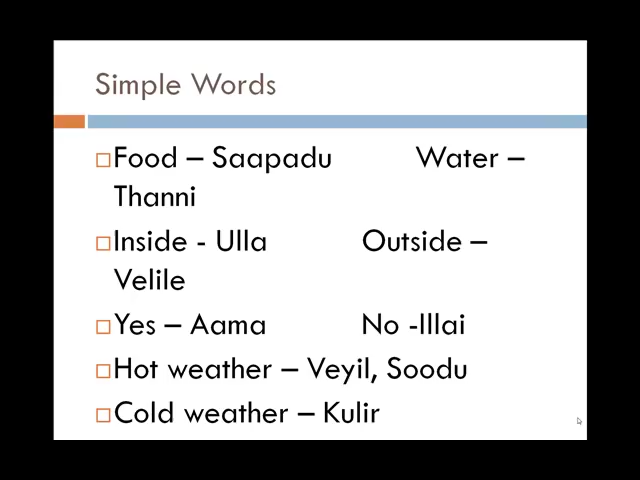 Simple Words
Food – Saapadu Water –
Thanni
Inside - Ulla Outside –
Velile
Yes – Aama No -Illai
Hot weather – Veyil, Soodu
Cold weather – Kulir